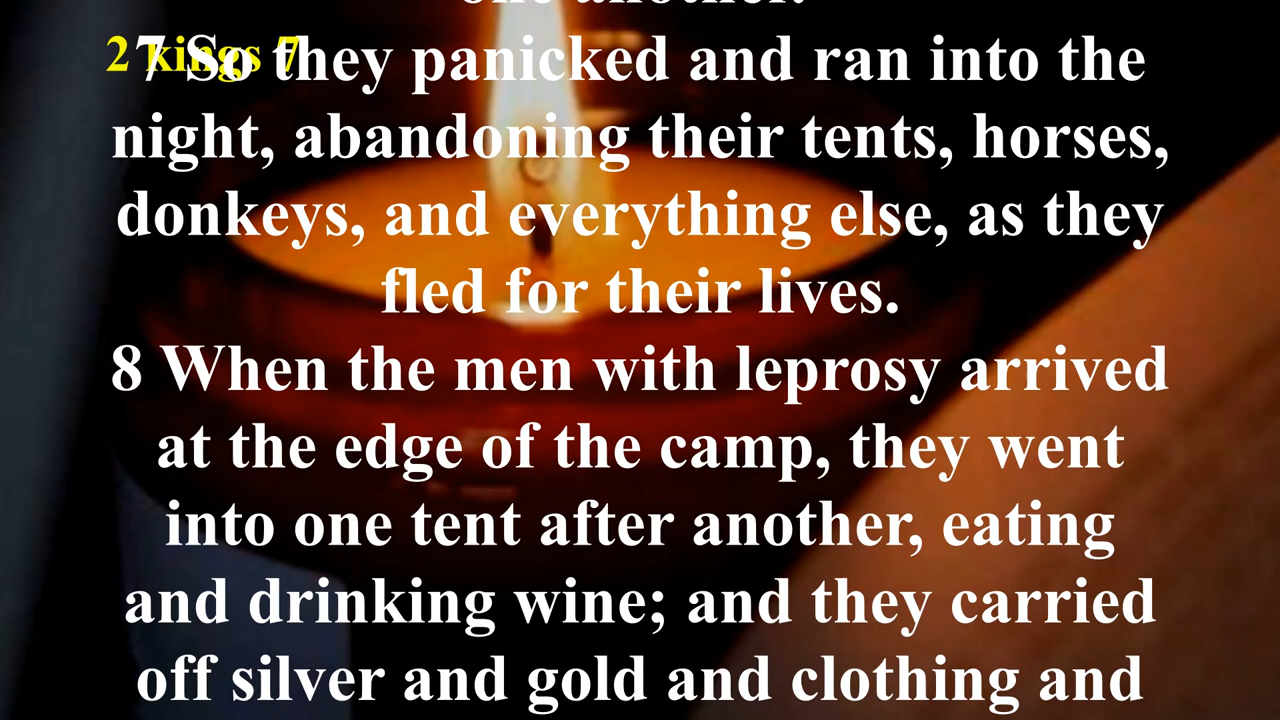 one another.
2 kings 7
7 So they panicked and ran into the
night, abandoning their tents, horses,
donkeys, and everything else, as they
fled for their lives.
8 When the men with leprosy arrived
at the edge of the camp, they went
into one tent after another, eating
and drinking wine; and they carried
off silver and gold and clothing and